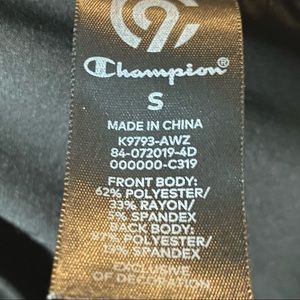 C9
Champion®
S
MADE IN CHINA
K9793-AWZ
84-072019-4D
000000-C319
FRONT BODY:
62% POLYESTER/
33% RAYON/
5% SPANDEX
BACK BODY:
POLYESTER/
SPANDEX
EXCLUSIVE
OF DECORATION